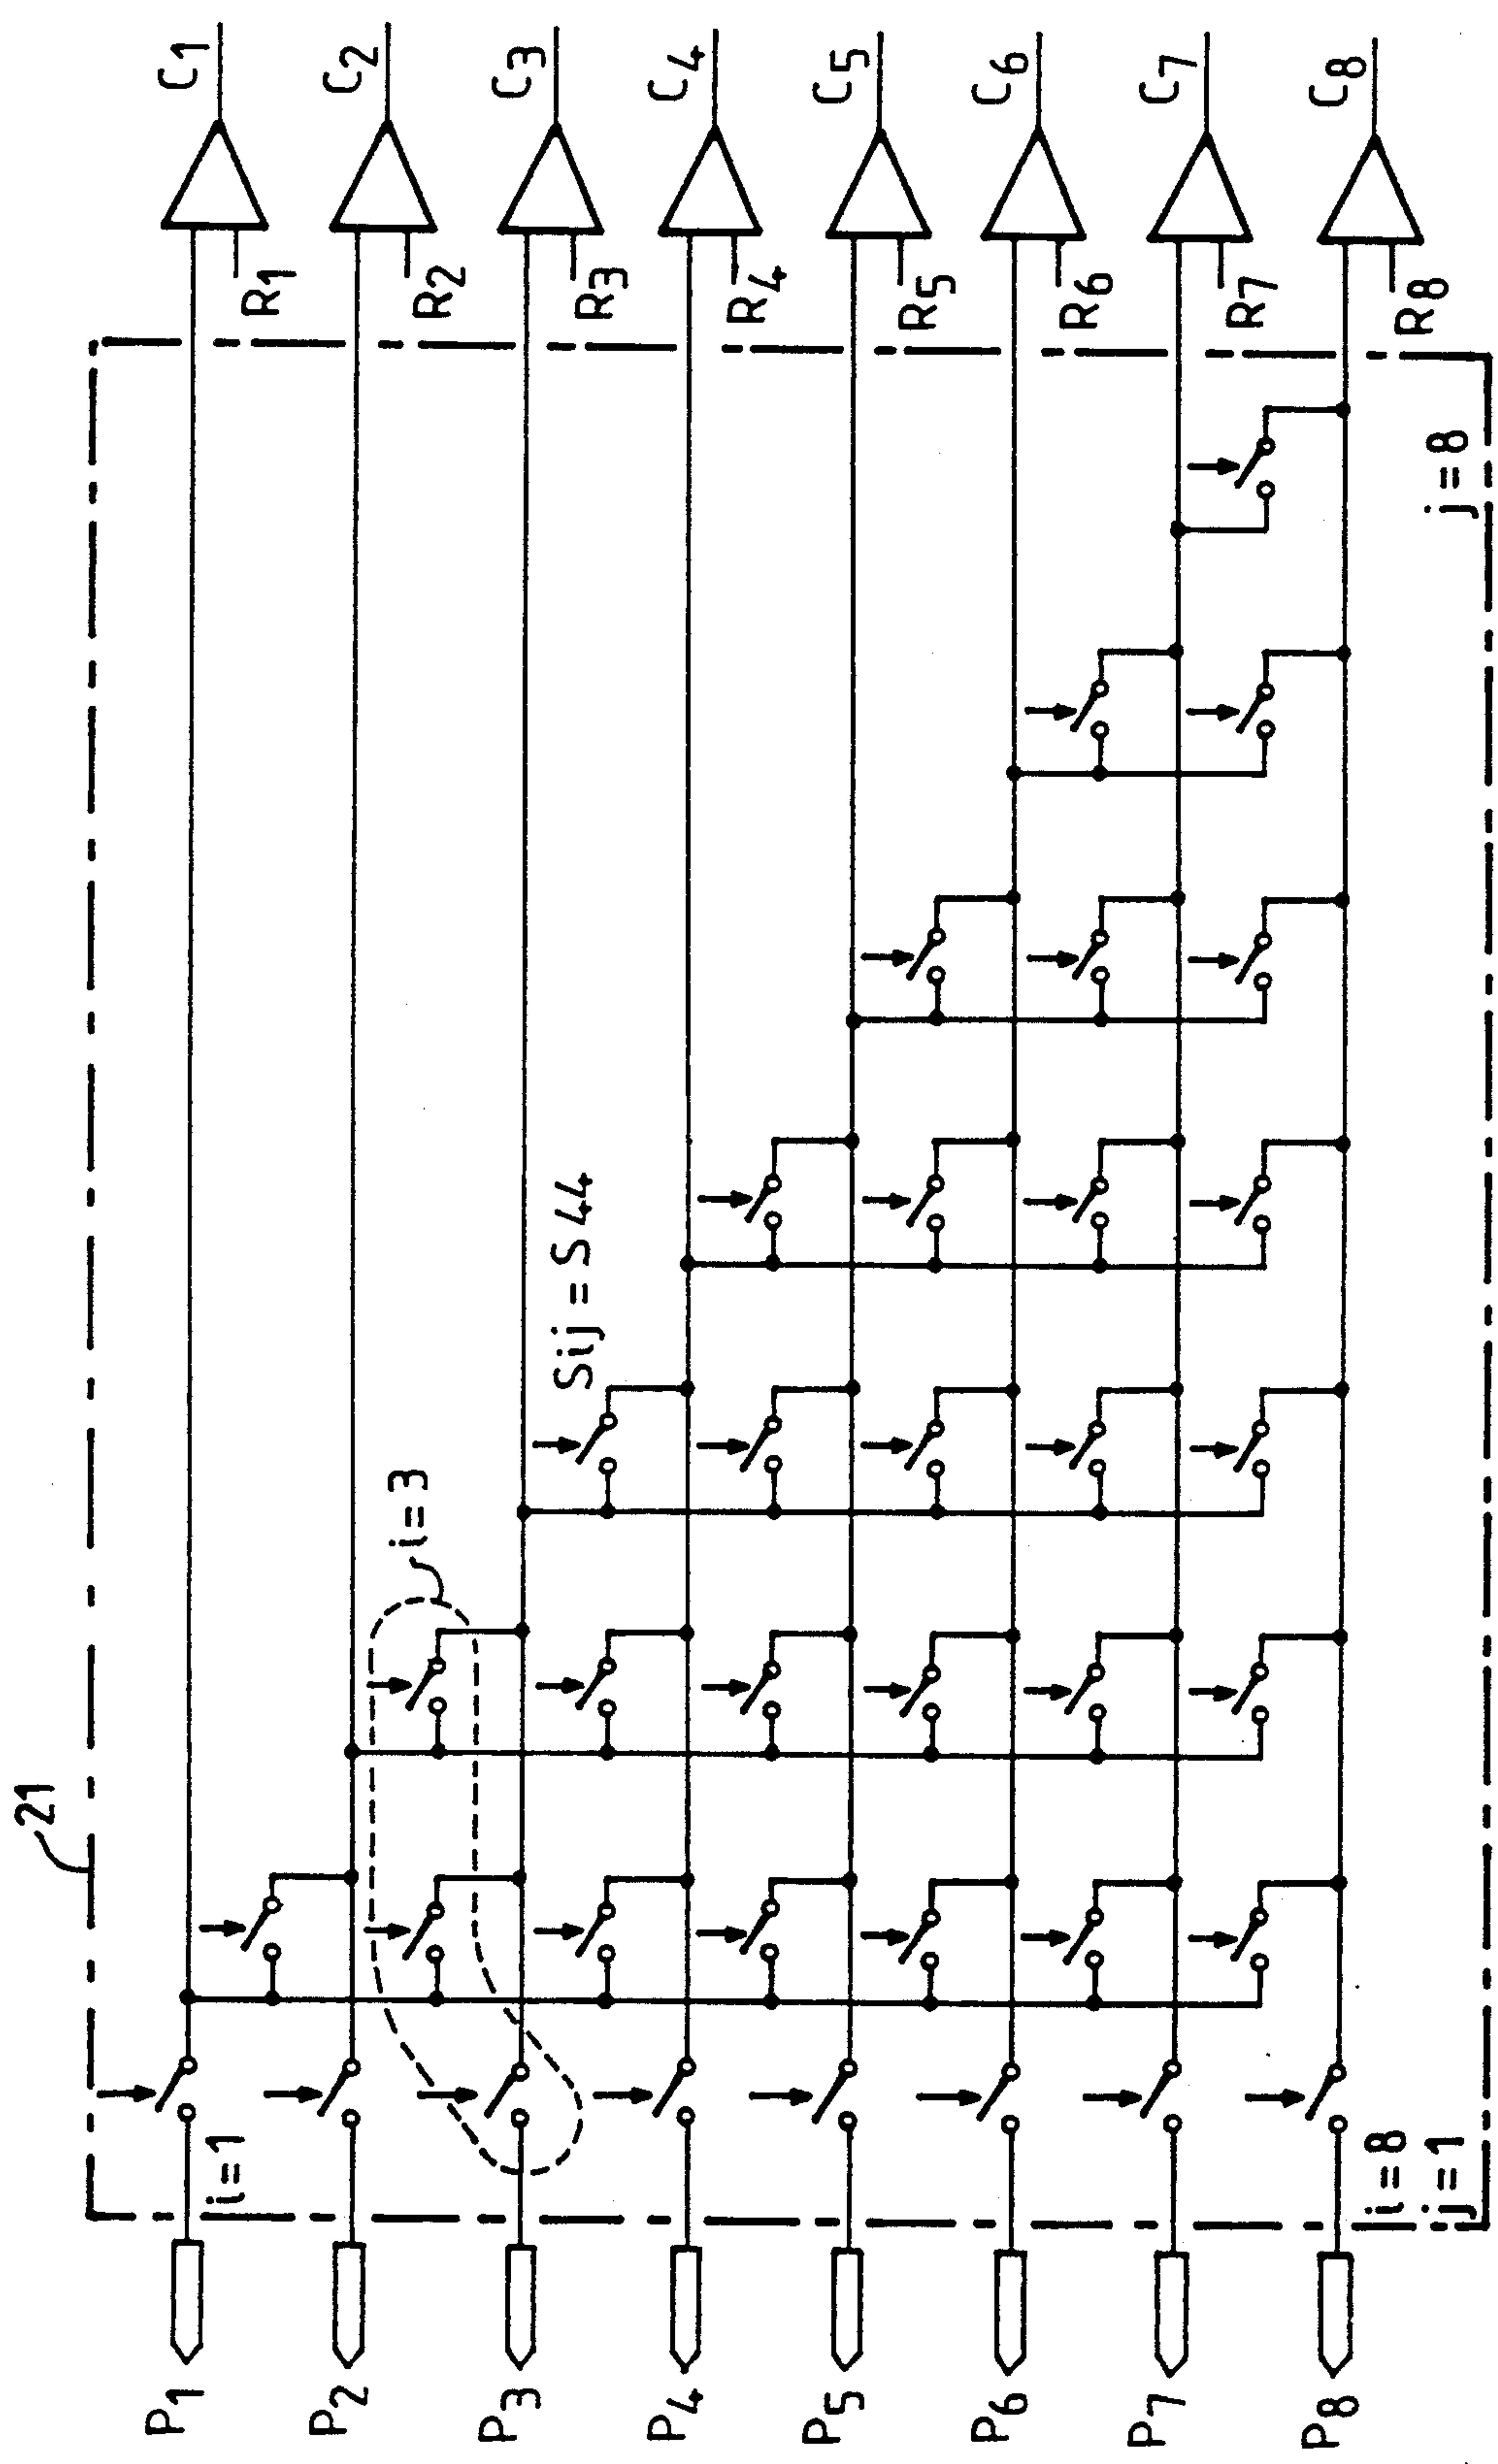 21
P1
P2
P3
P4
P5
P6
P7
P8
i=1
i=3
Sij = S44
i=8
j=1
j=8
R1
R2
R3
R4
R5
R6
R7
R8
C1
C2
C3
C4
C5
C6
C7
C8